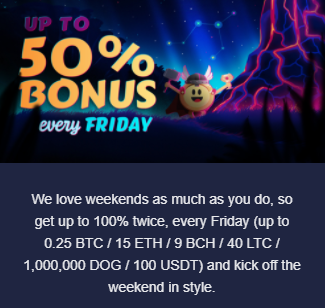 UP TO
50%
BONUS
every FRIDAY
We love weekends as much as you do, so
get up to 100% twice, every Friday (up to
0.25 BTC / 15 ETH / 9 BCH / 40 LTC /
1,000,000 DOG / 100 USDT) and kick off the
weekend in style.